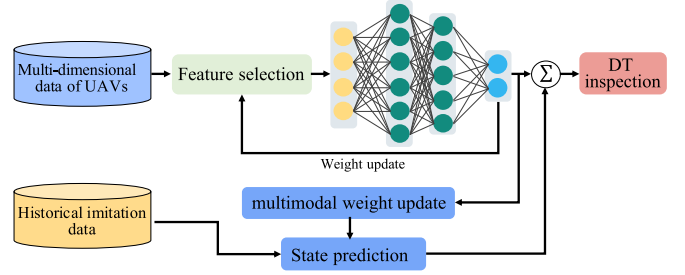 Multi-dimensional
data of UAVs
Feature selection
Σ
DT
inspection
Weight update
Historical imitation
data
multimodal weight update
State prediction